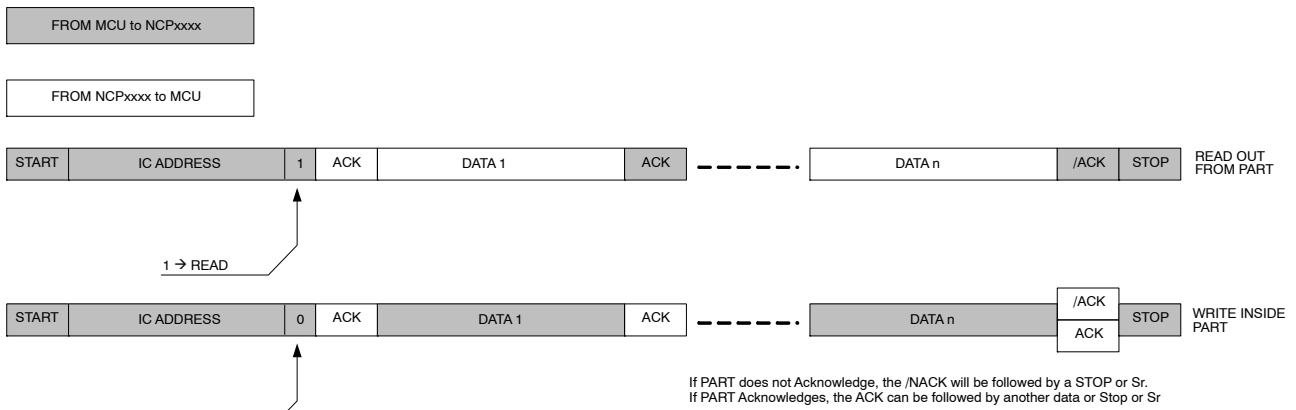 FROM MCU to NCPxxxx
FROM NCPxxxx to MCU
START IC ADDRESS 1 ACK DATA 1 ACK DATA n /ACK STOP READ OUT
FROM PART
1 → READ
START IC ADDRESS 0 ACK DATA 1 ACK DATA n /ACK
ACK STOP WRITE INSIDE
PART
If PART does not Acknowledge, the /NACK will be followed by a STOP or Sr.
If PART Acknowledges, the ACK can be followed by another data or Stop or Sr